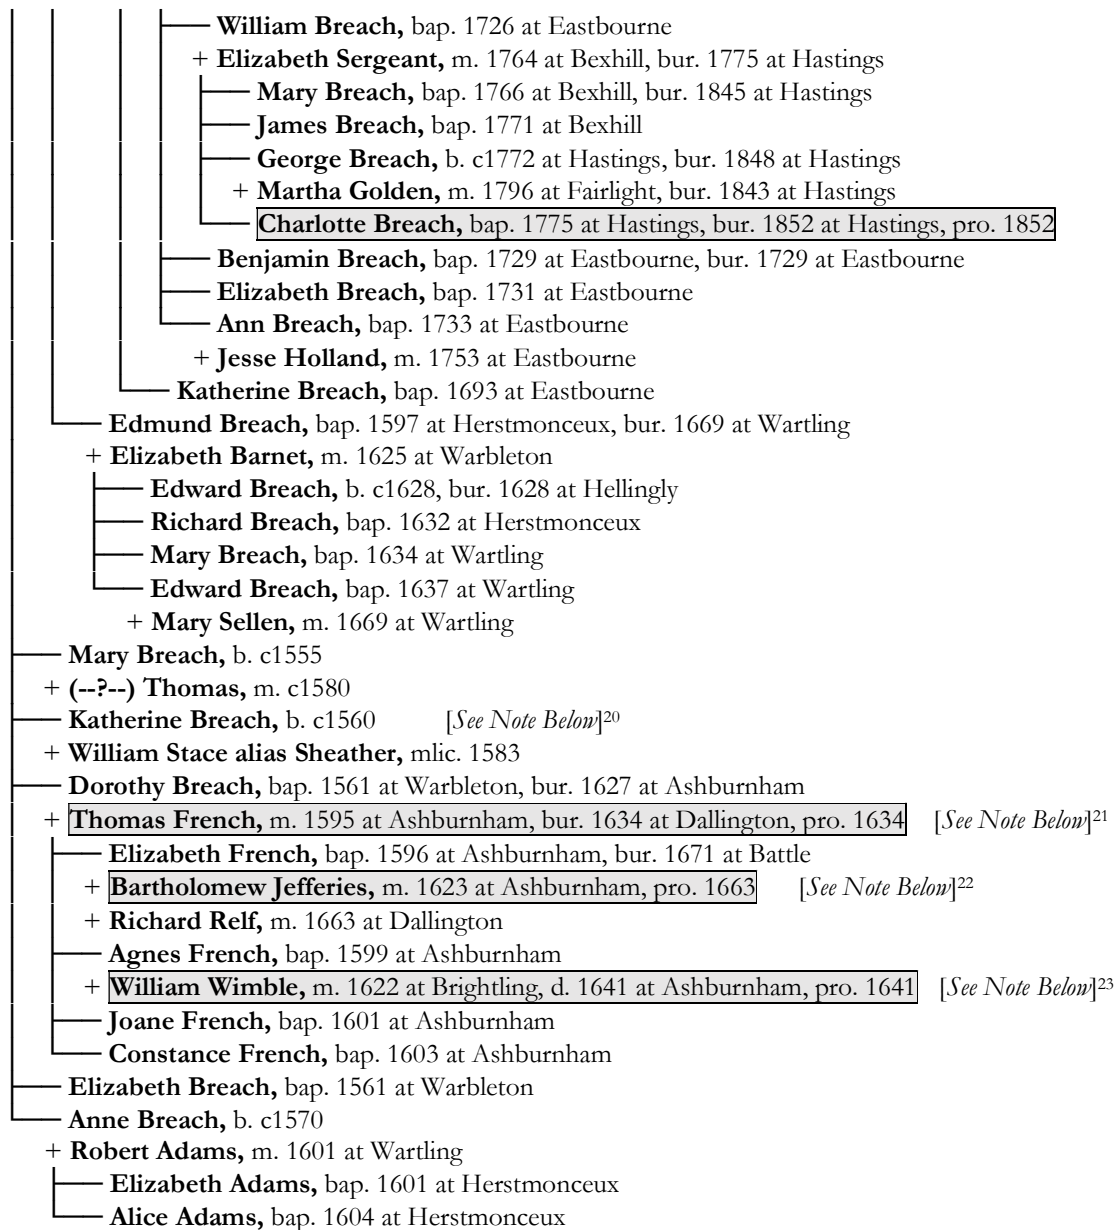 William Breach, bap. 1726 at Eastbourne
+ Elizabeth Sergeant, m. 1764 at Bexhill, bur. 1775 at Hastings
Mary Breach, bap. 1766 at Bexhill, bur. 1845 at Hastings
James Breach, bap. 1771 at Bexhill
George Breach, b. c1772 at Hastings, bur. 1848 at Hastings
+ Martha Golden, m. 1796 at Fairlight, bur. 1843 at Hastings
Charlotte Breach, bap. 1775 at Hastings, bur. 1852 at Hastings, pro. 1852
Benjamin Breach, bap. 1729 at Eastbourne, bur. 1729 at Eastbourne
Elizabeth Breach, bap. 1731 at Eastbourne
Ann Breach, bap. 1733 at Eastbourne
+ Jesse Holland, m. 1753 at Eastbourne
Katherine Breach, bap. 1693 at Eastbourne
Edmund Breach, bap. 1597 at Herstmonceux, bur. 1669 at Wartling
+ Elizabeth Barnet, m. 1625 at Warbleton
Edward Breach, b. c1628, bur. 1628 at Hellingly
Richard Breach, bap. 1632 at Herstmonceux
Mary Breach, bap. 1634 at Wartling
Edward Breach, bap. 1637 at Wartling
+ Mary Sellen, m. 1669 at Wartling
Mary Breach, b. c1555
+ (--?--) Thomas, m. c1580
Katherine Breach, b. c1560 [See Note Below]20
+ William Stace alias Sheather, mlic. 1583
Dorothy Breach, bap. 1561 at Warbleton, bur. 1627 at Ashburnham
+ Thomas French, m. 1595 at Ashburnham, bur. 1634 at Dallington, pro. 1634 [See Note Below]21
Elizabeth French, bap. 1596 at Ashburnham, bur. 1671 at Battle
+ Bartholomew Jefferies, m. 1623 at Ashburnham, pro. 1663 [See Note Below]22
+ Richard Relf, m. 1663 at Dallington
Agnes French, bap. 1599 at Ashburnham
+ William Wimble, m. 1622 at Brightling, d. 1641 at Ashburnham, pro. 1641 [See Note Below]23
Joane French, bap. 1601 at Ashburnham
Constance French, bap. 1603 at Ashburnham
Elizabeth Breach, bap. 1561 at Warbleton
Anne Breach, b. c1570
+ Robert Adams, m. 1601 at Wartling
Elizabeth Adams, bap. 1601 at Herstmonceux
Alice Adams, bap. 1604 at Herstmonceux